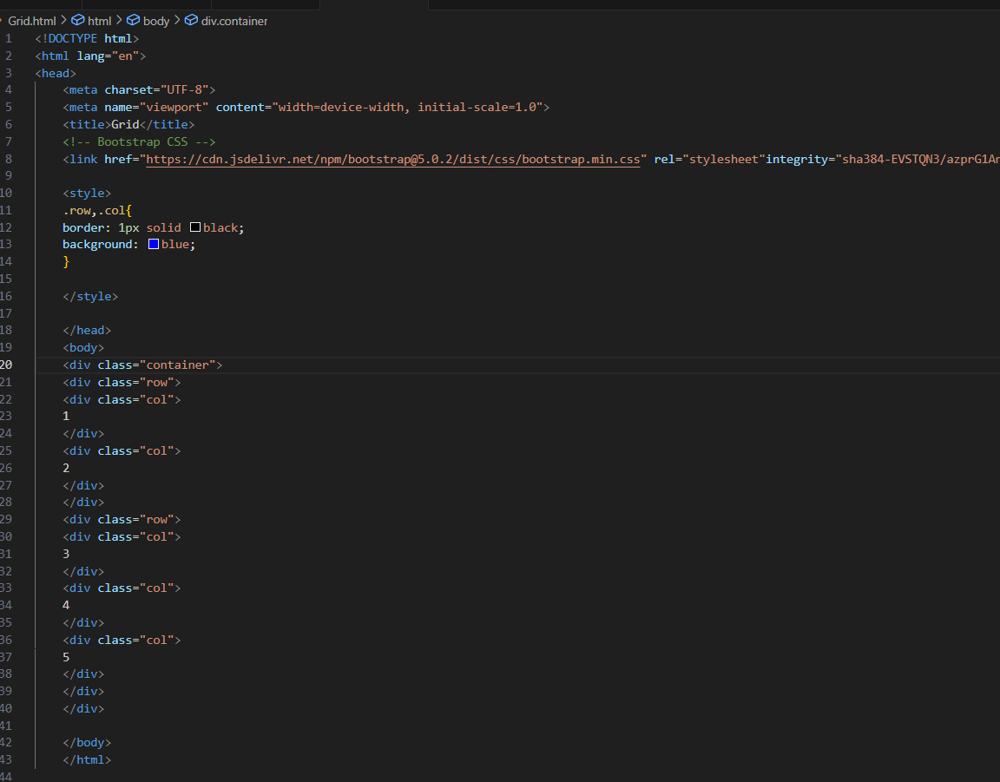 Grid.html > html > body > div.container
1 <!DOCTYPE html>
2 <html lang="en">
3 <head>
4 <meta charset="UTF-8">
5 <meta name="viewport" content="width=device-width, initial-scale=1.0">
6 <title>Grid</title>
7 <!-- Bootstrap CSS -->
8 <link href="https://cdn.jsdelivr.net/npm/bootstrap@5.0.2/dist/css/bootstrap.min.css" rel="stylesheet"integrity="sha384-EVSTQN3/azprG1An
9
10 <style>
11 .row,.col{
12 border: 1px solid black;
13 background: blue;
14 }
15
16 </style>
17
18 </head>
19 <body>
20 <div class="container">
21 <div class="row">
22 <div class="col">
23 1
24 </div>
25 <div class="col">
26 2
27 </div>
28 </div>
29 <div class="row">
30 <div class="col">
31 3
32 </div>
33 <div class="col">
34 4
35 </div>
36 <div class="col">
37 5
38 </div>
39 </div>
40 </div>
41
42 </body>
43 </html>
44